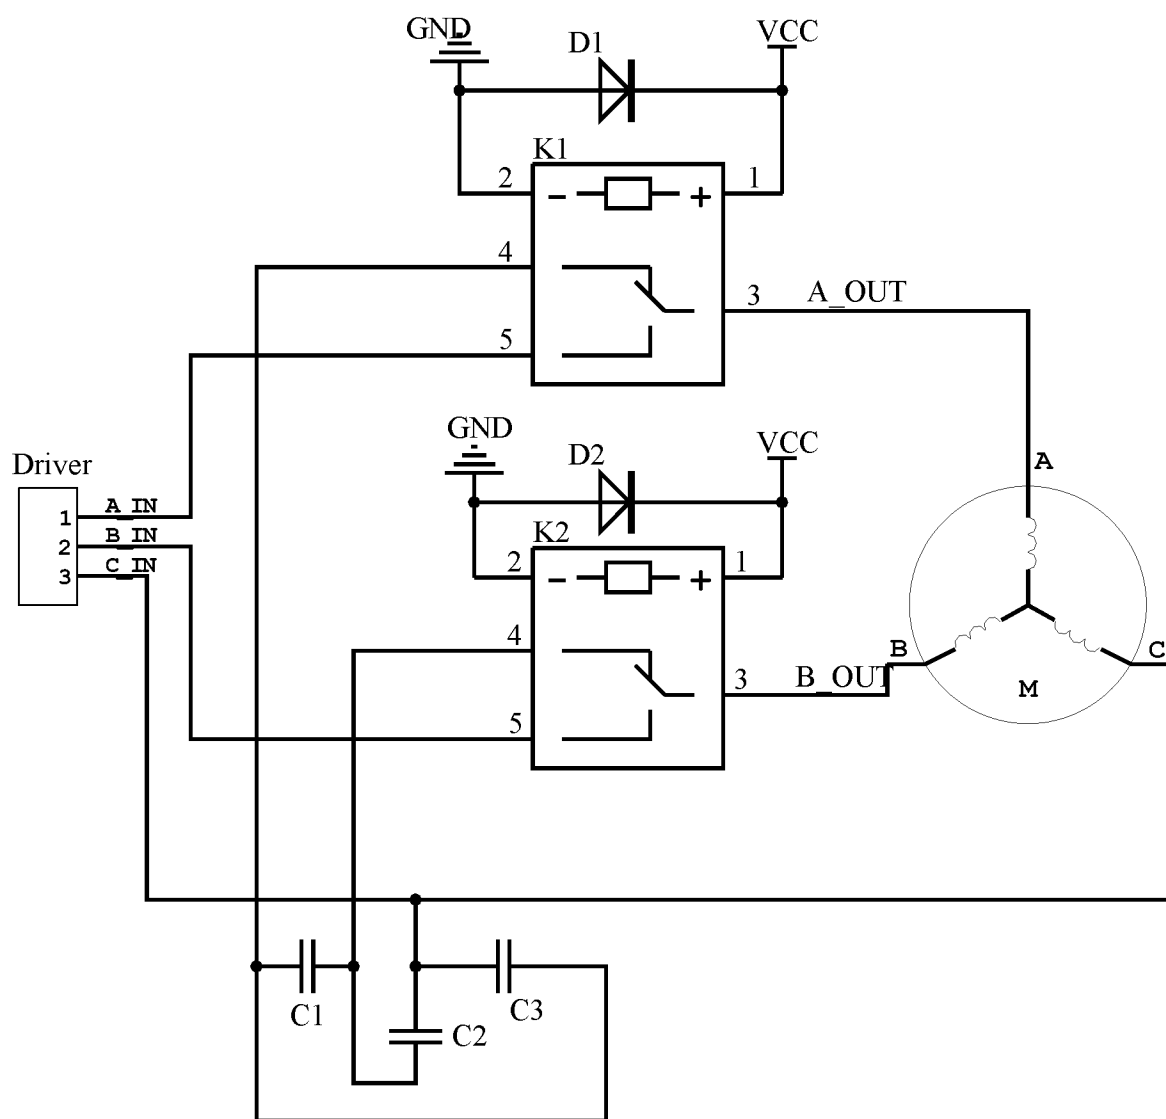 GND
D1
VCC
K1
2
1
− +
4
3
A_OUT
5
GND
D2
VCC
A
Driver
1
A_IN
2
B_IN
3
C_IN
K2
2
1
− +
4
3
B_OUT
5
B
C
M
C1
C2
C3